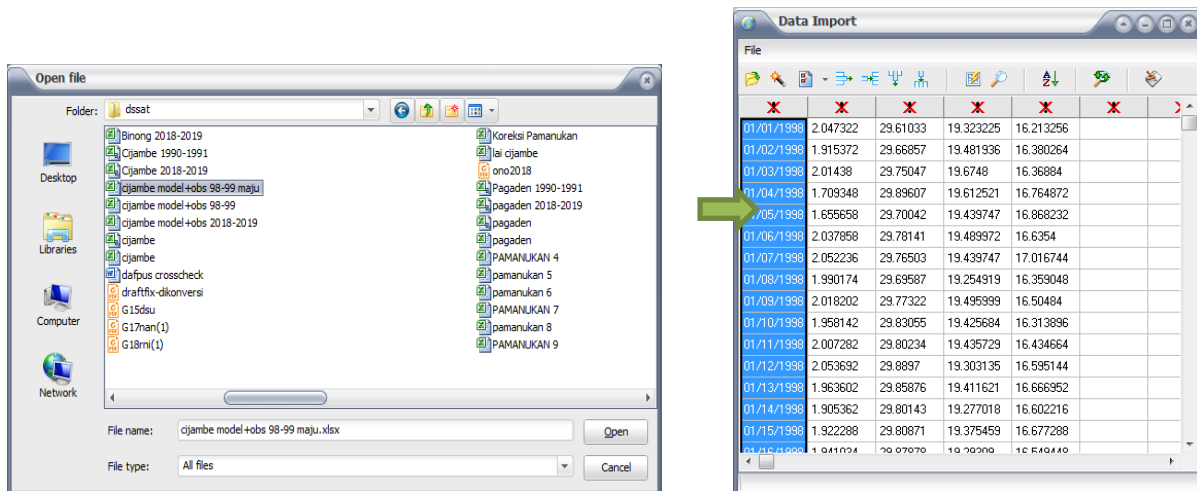 Open file
Folder: dssat
Desktop
Libraries
Computer
Network
Binong 2018-2019
Cijambe 1990-1991
Cijambe 2018-2019
cijambe model+obs 98-99 maju
cijambe model+obs 98-99
cijambe model+obs 2018-2019
cijambe
cijambe
dafpus crosscheck
draftfix-dikonversi
G15dsu
G17nan(1)
G18rni(1)
Koreksi Pamanukan
lai cijambe
ono2018
Pagaden 1990-1991
pagaden 2018-2019
pagaden
pagaden
PAMANUKAN 4
pamanukan 5
pamanukan 6
PAMANUKAN 7
pamanukan 8
PAMANUKAN 9
File name: cijambe model+obs 98-99 maju.xlsx Open
File type: All files Cancel
Data Import
File
01/01/1998 2.047322 29.61033 19.323225 16.213256
01/02/1998 1.915372 29.66857 19.481936 16.380264
01/03/1998 2.01438 29.75047 19.6748 16.36884
01/04/1998 1.709348 29.89607 19.612521 16.764872
01/05/1998 1.655658 29.70042 19.439747 16.868232
01/06/1998 2.037858 29.78141 19.489972 16.6354
01/07/1998 2.052236 29.76503 19.439747 17.016744
01/08/1998 1.990174 29.69587 19.254919 16.359048
01/09/1998 2.018202 29.77322 19.495999 16.50484
01/10/1998 1.958142 29.83055 19.425684 16.313896
01/11/1998 2.007282 29.80234 19.435729 16.434664
01/12/1998 2.053692 29.8897 19.303135 16.595144
01/13/1998 1.963602 29.85876 19.411621 16.666952
01/14/1998 1.905362 29.80143 19.277018 16.602216
01/15/1998 1.922288 29.80871 19.375459 16.677288
01/16/1998 1.941024 29.87878 19.29209 16.549448